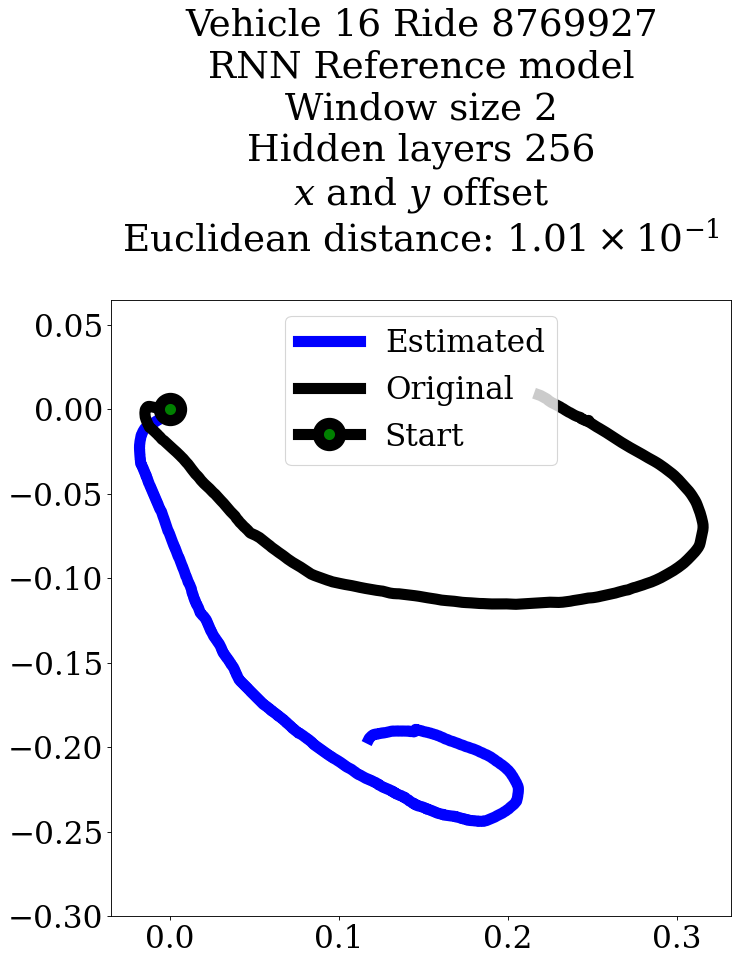 Vehicle 16 Ride 8769927
RNN Reference model
Window size 2
Hidden layers 256
x and y offset
Euclidean distance: 1.01 × 10⁻¹
Estimated
Original
Start
0.05
0.00
−0.05
−0.10
−0.15
−0.20
−0.25
−0.30
0.0 0.1 0.2 0.3